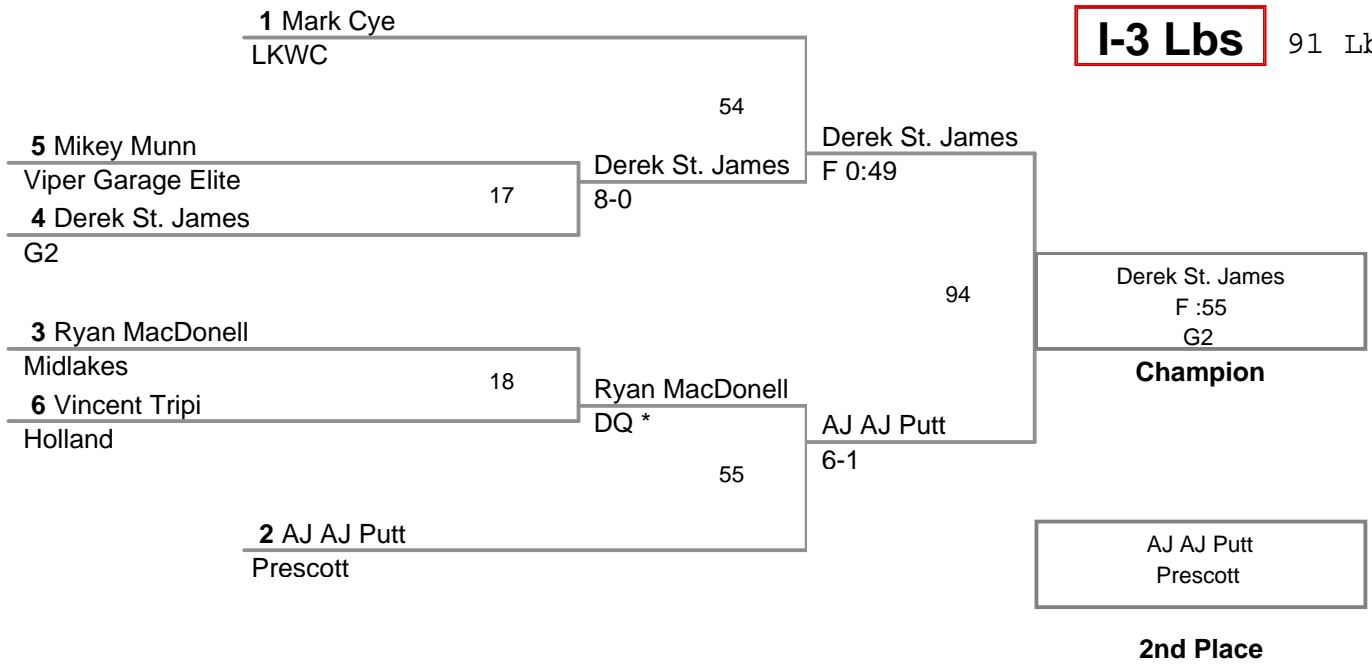 1 Mark Cye
LKWC
I-3 Lbs
91 Lb
54
5 Mikey Munn
Viper Garage Elite
17
4 Derek St. James
G2
Derek St. James
8-0
Derek St. James
F 0:49
94
3 Ryan MacDonell
Midlakes
18
6 Vincent Tripi
Holland
Ryan MacDonell
DQ *
55
AJ AJ Putt
6-1
2 AJ AJ Putt
Prescott
Derek St. James
F :55
G2
Champion
AJ AJ Putt
Prescott
2nd Place